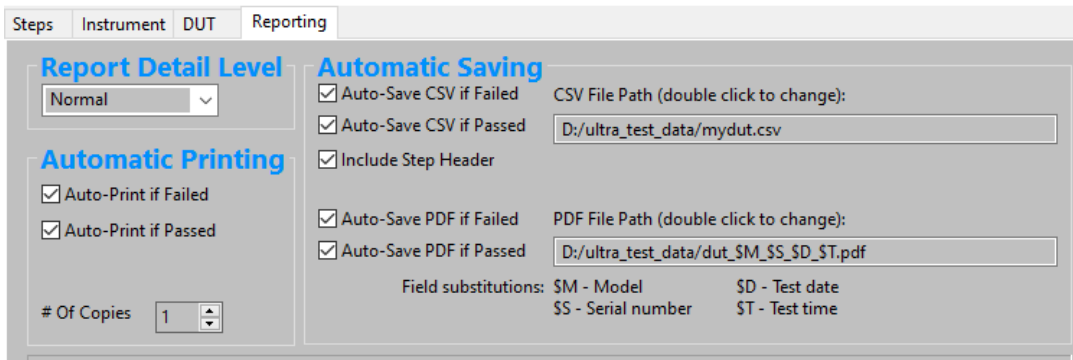 Steps Instrument DUT Reporting
Report Detail Level
Normal
Automatic Printing
Auto-Print if Failed
Auto-Print if Passed
# Of Copies 1
Automatic Saving
Auto-Save CSV if Failed CSV File Path (double click to change):
Auto-Save CSV if Passed D:/ultra_test_data/mydut.csv
Include Step Header
Auto-Save PDF if Failed PDF File Path (double click to change):
Auto-Save PDF if Passed D:/ultra_test_data/dut_$M_$S_$D_$T.pdf
Field substitutions: $M - Model $D - Test date
$S - Serial number $T - Test time